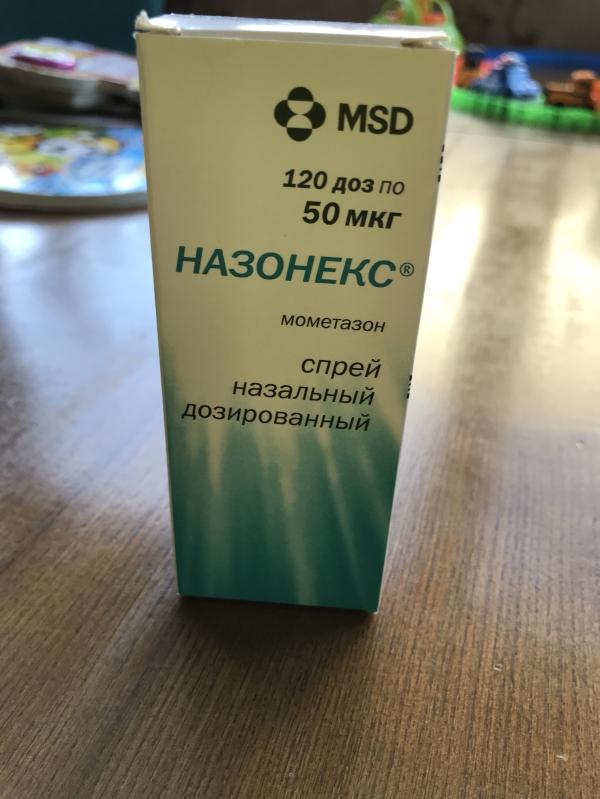 MSD
120 доз по
50 мкг
НАЗОНЕКС®
мометазон
спрей
назальный
дозированный